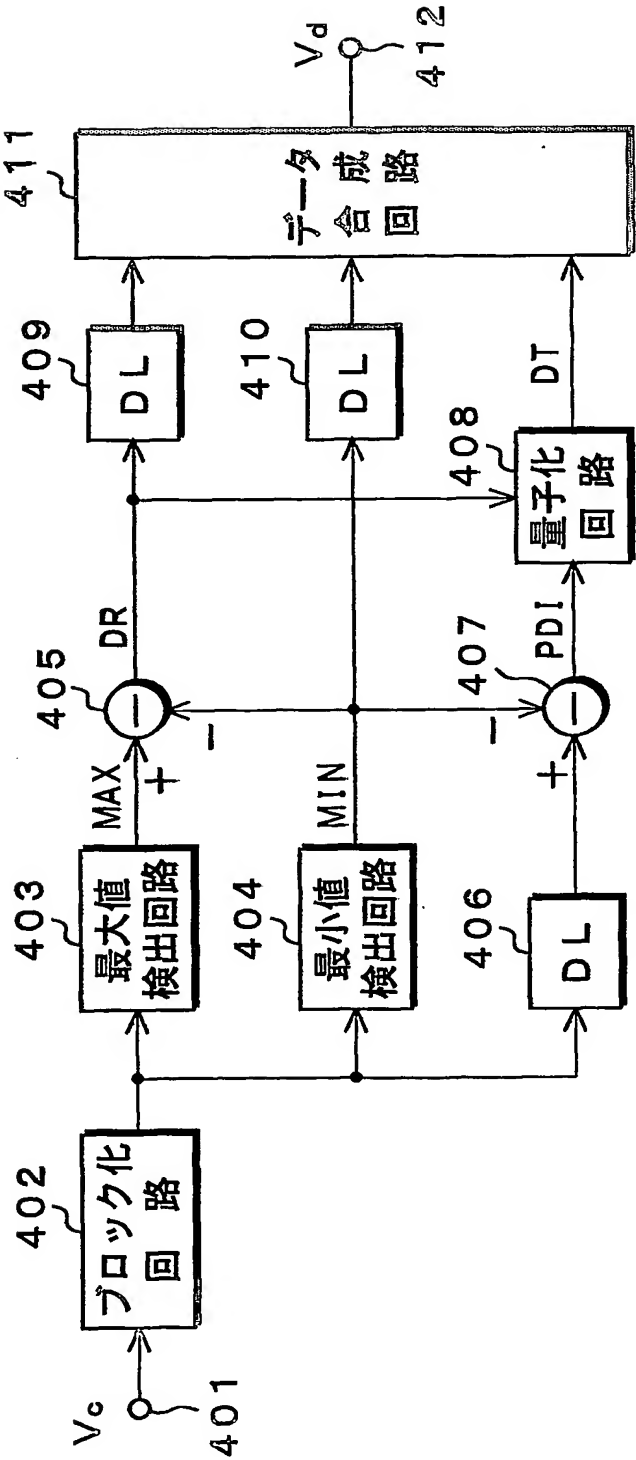 Vc
401
402
ブロック化
回 路
403
最大値
検出回路
MAX
+
405
-
-
DR
409
DL
404
最小値
検出回路
MIN
410
DL
406
DL
+
-
407
-
PDI
408
量子化
回 路
DT
411
データ
合成
回路
Vd
412